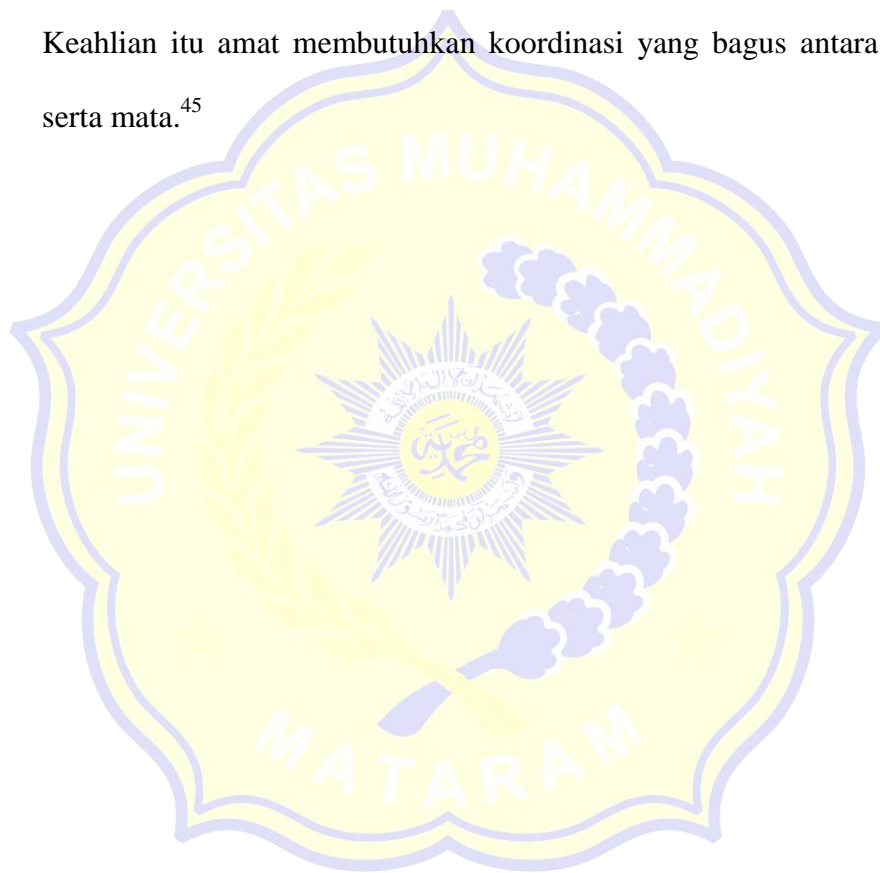 Keahlian itu amat membutuhkan koordinasi yang bagus antara
serta mata.⁴⁵
UNIVERSITAS MUHAMMADIYAH
MATARAM